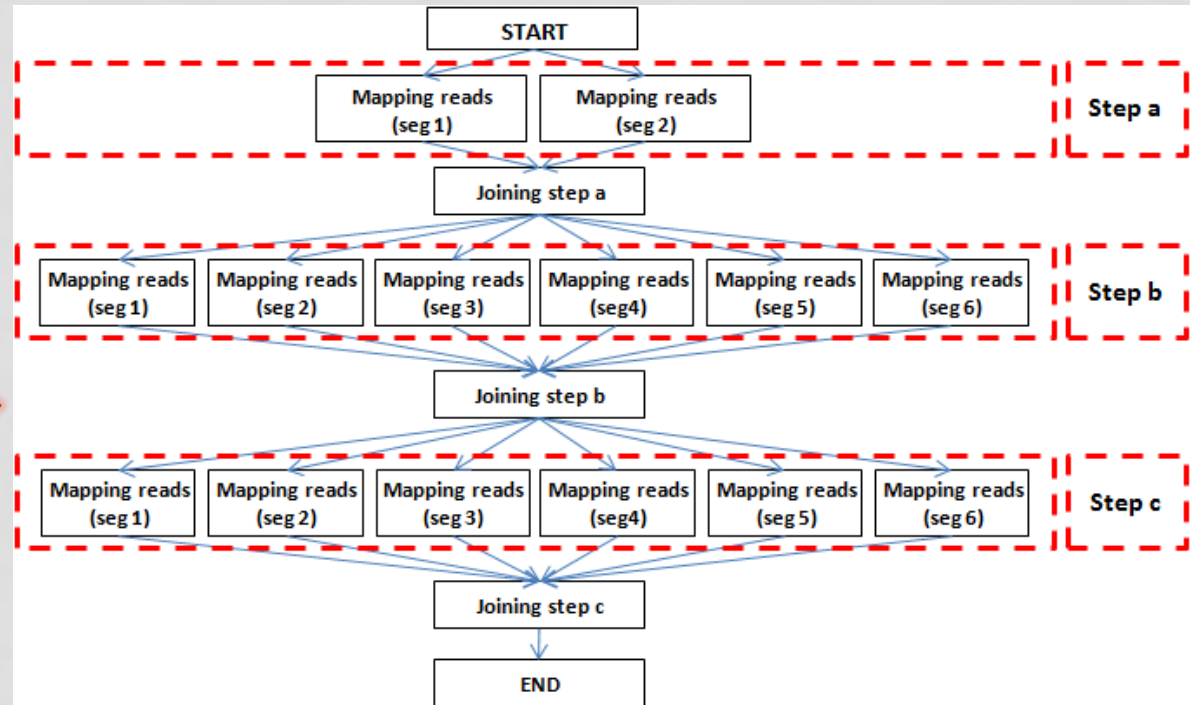 START
Mapping reads
(seg 1)
Mapping reads
(seg 2)
Step a
Joining step a
Mapping reads
(seg 1)
Mapping reads
(seg 2)
Mapping reads
(seg 3)
Mapping reads
(seg4)
Mapping reads
(seg 5)
Mapping reads
(seg 6)
Step b
Joining step b
Mapping reads
(seg 1)
Mapping reads
(seg 2)
Mapping reads
(seg 3)
Mapping reads
(seg4)
Mapping reads
(seg 5)
Mapping reads
(seg 6)
Step c
Joining step c
END